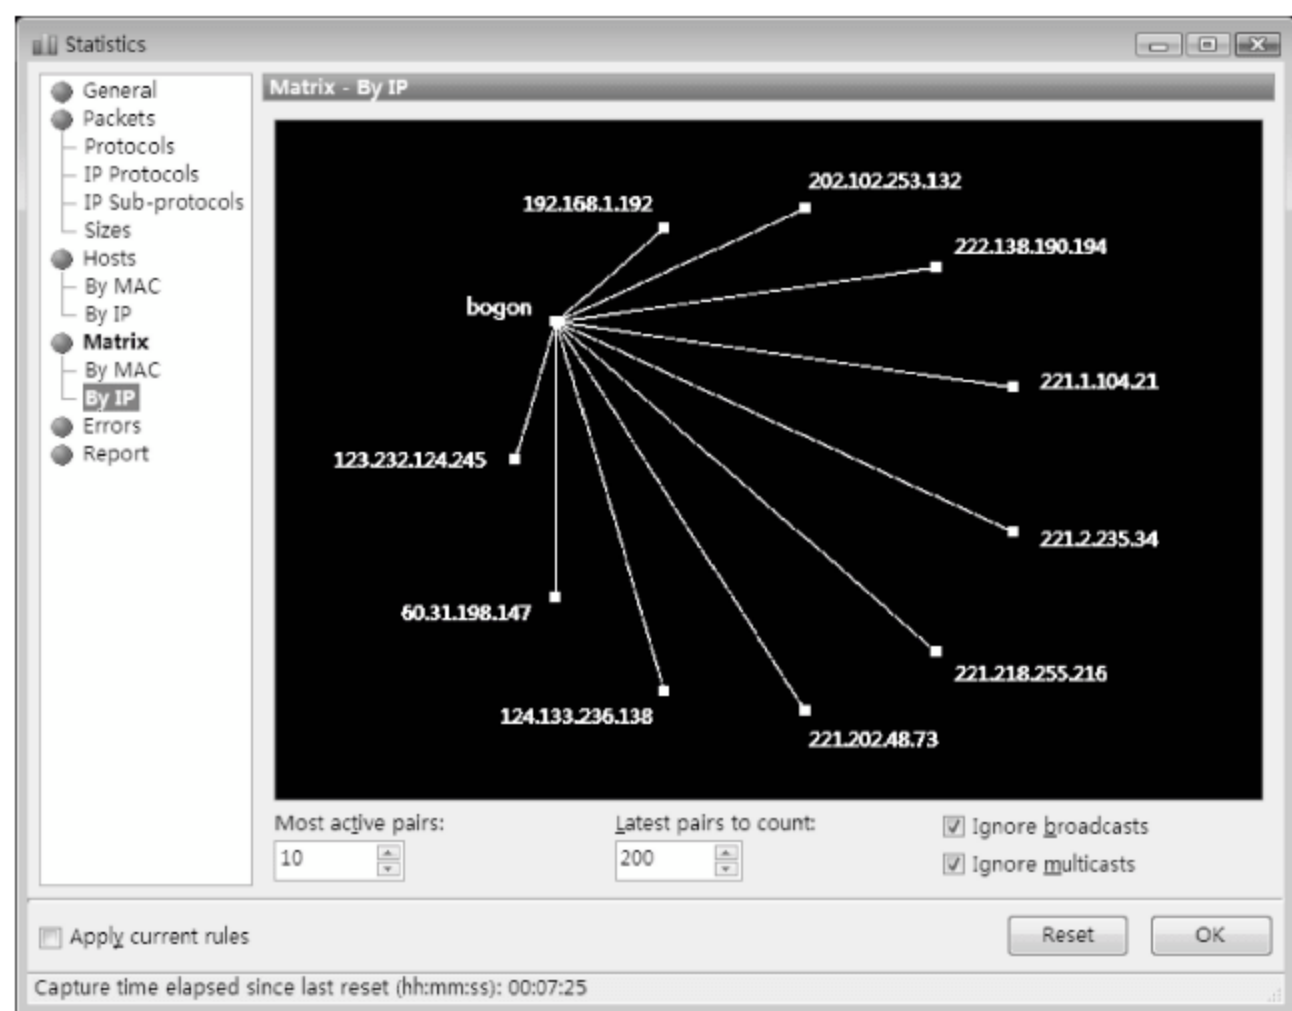 Statistics
General
Packets
Protocols
IP Protocols
IP Sub-protocols
Sizes
Hosts
By MAC
By IP
Matrix
By MAC
By IP
Errors
Report
Matrix - By IP
202.102.253.132
192.168.1.192
222.138.190.194
bogon
221.1.104.21
123.232.124.245
221.2.235.34
60.31.198.147
221.218.255.216
124.133.236.138
221.202.48.73
Most active pairs:
10
Latest pairs to count:
200
Ignore broadcasts
Ignore multicasts
Apply current rules
Reset
OK
Capture time elapsed since last reset (hh:mm:ss): 00:07:25